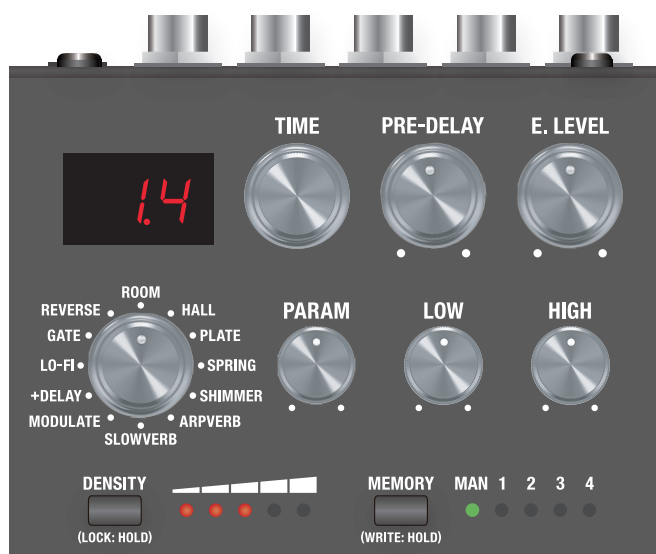 TIME PRE-DELAY E. LEVEL
1.4
ROOM
REVERSE HALL
GATE PLATE
LO-FI SPRING
+DELAY SHIMMER
MODULATE ARPVERB
SLOWVERB
PARAM LOW HIGH
DENSITY
(LOCK: HOLD)
MEMORY
(WRITE: HOLD)
MAN 1 2 3 4